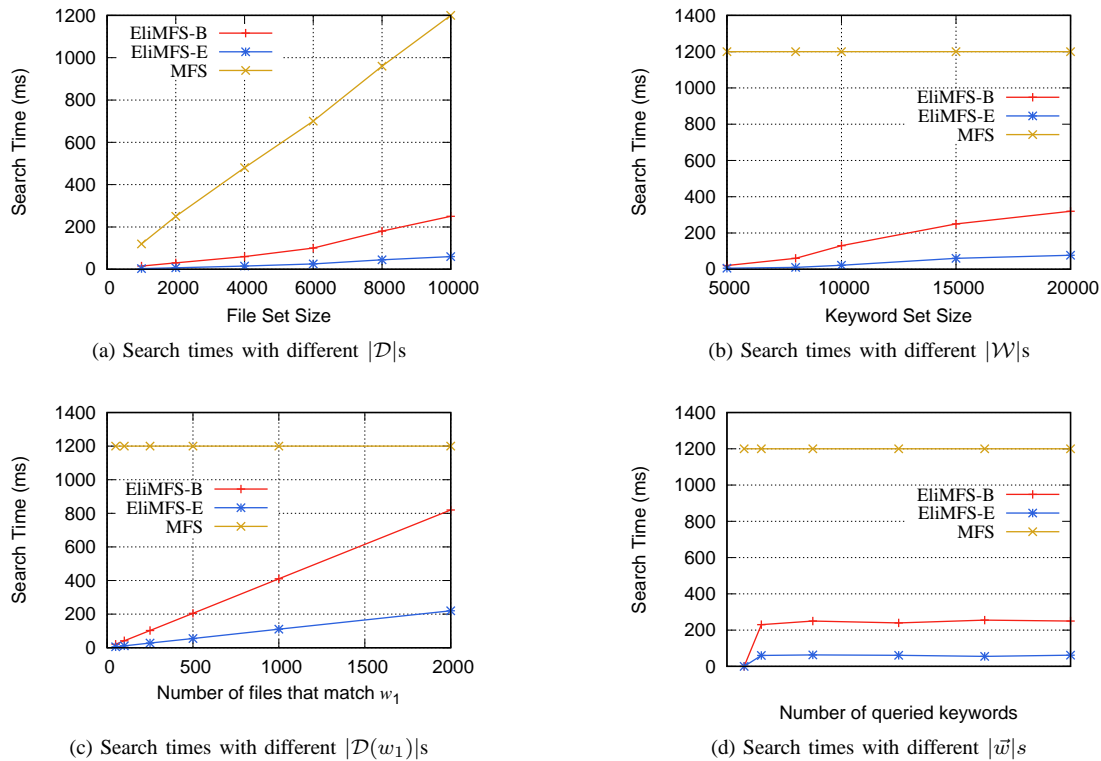 1200
1000
800
600
400
200
0
Search Time (ms)
EliMFS-B
EliMFS-E
MFS
0 2000 4000 6000 8000 10000
File Set Size
(a) Search times with different |𝒟|s
1400
1200
1000
800
600
400
200
0
Search Time (ms)
EliMFS-B
EliMFS-E
MFS
5000 10000 15000 20000
Keyword Set Size
(b) Search times with different |𝒲|s
1400
1200
1000
800
600
400
200
0
Search Time (ms)
EliMFS-B
EliMFS-E
MFS
500 1000 1500 2000
Number of files that match w₁
(c) Search times with different |𝒟(w₁)|s
1400
1200
1000
800
600
400
200
0
Search Time (ms)
EliMFS-B
EliMFS-E
MFS
Number of queried keywords
(d) Search times with different |w⃗|s